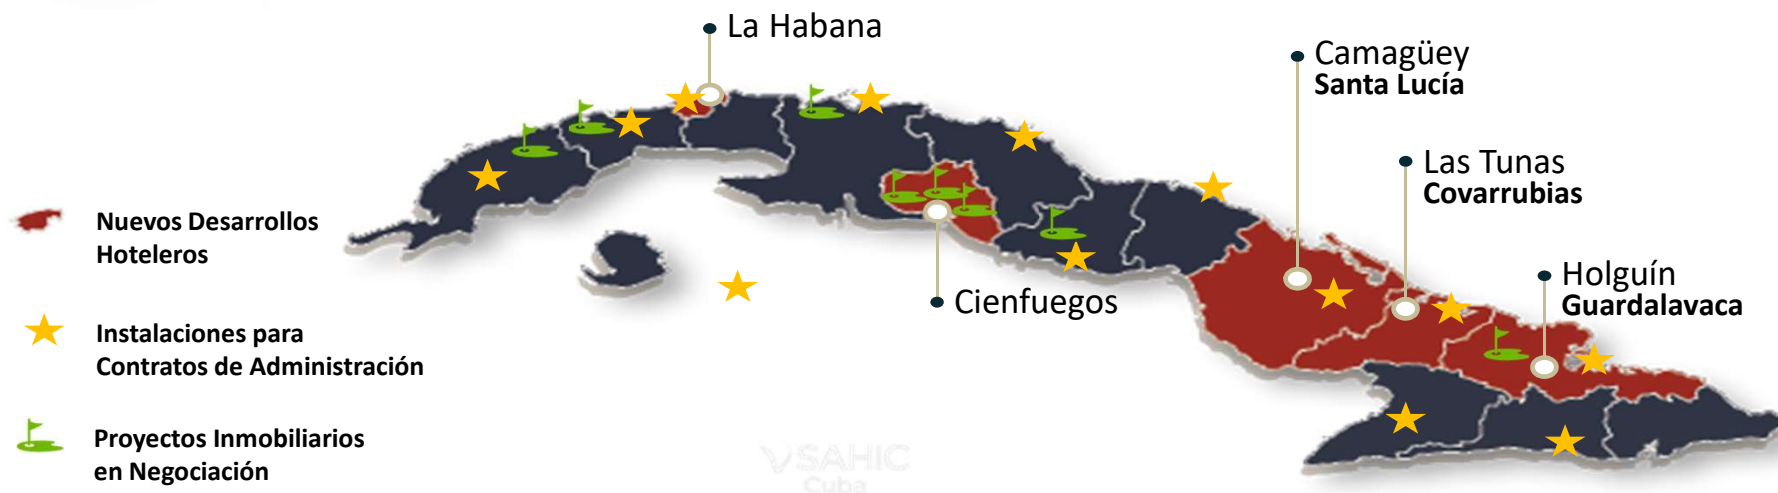 La Habana
Camagüey
Santa Lucía
Las Tunas
Covarrubias
Nuevos Desarrollos
Hoteleros
Cienfuegos
Holguín
Guardalavaca
Instalaciones para
Contratos de Administración
Proyectos Inmobiliarios
en Negociación
SAHIC
Cuba